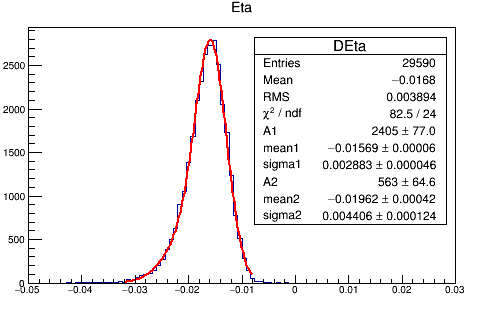 Eta
DEta
Entries 29590
Mean −0.0168
RMS 0.003894
χ² / ndf 82.5 / 24
A1 2405 ± 77.0
mean1 −0.01569 ± 0.00006
sigma1 0.002883 ± 0.000046
A2 563 ± 64.6
mean2 −0.01962 ± 0.00042
sigma2 0.004406 ± 0.000124
2500
2000
1500
1000
500
0
−0.05 −0.04 −0.03 −0.02 −0.01 0 0.01 0.02 0.03